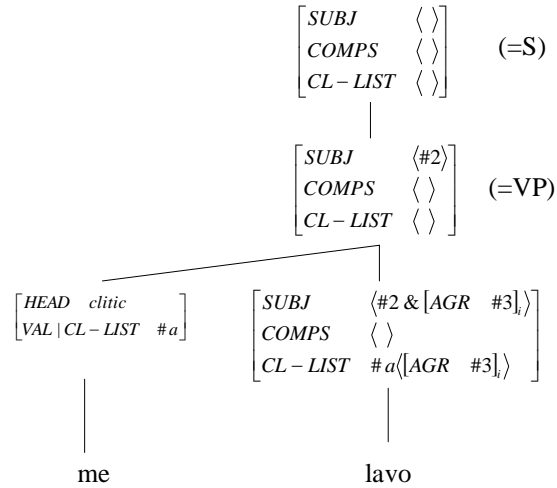 [SUBJ ⟨ ⟩
COMPS ⟨ ⟩ (=S)
CL−LIST ⟨ ⟩]
[SUBJ ⟨#2⟩
COMPS ⟨ ⟩ (=VP)
CL−LIST ⟨ ⟩]
[HEAD clitic
VAL | CL−LIST #a]
[SUBJ ⟨#2 & [AGR #3]ᵢ⟩
COMPS ⟨ ⟩
CL−LIST #a⟨[AGR #3]ᵢ⟩]
me lavo